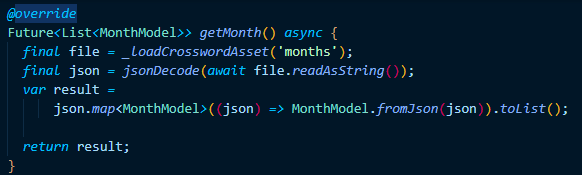 @override
Future<List<MonthModel>> getMonth() async {
  final file = _loadCrosswordAsset('months');
  final json = jsonDecode(await file.readAsString());
  var result =
      json.map<MonthModel>((json) => MonthModel.fromJson(json)).toList();
  return result;
}